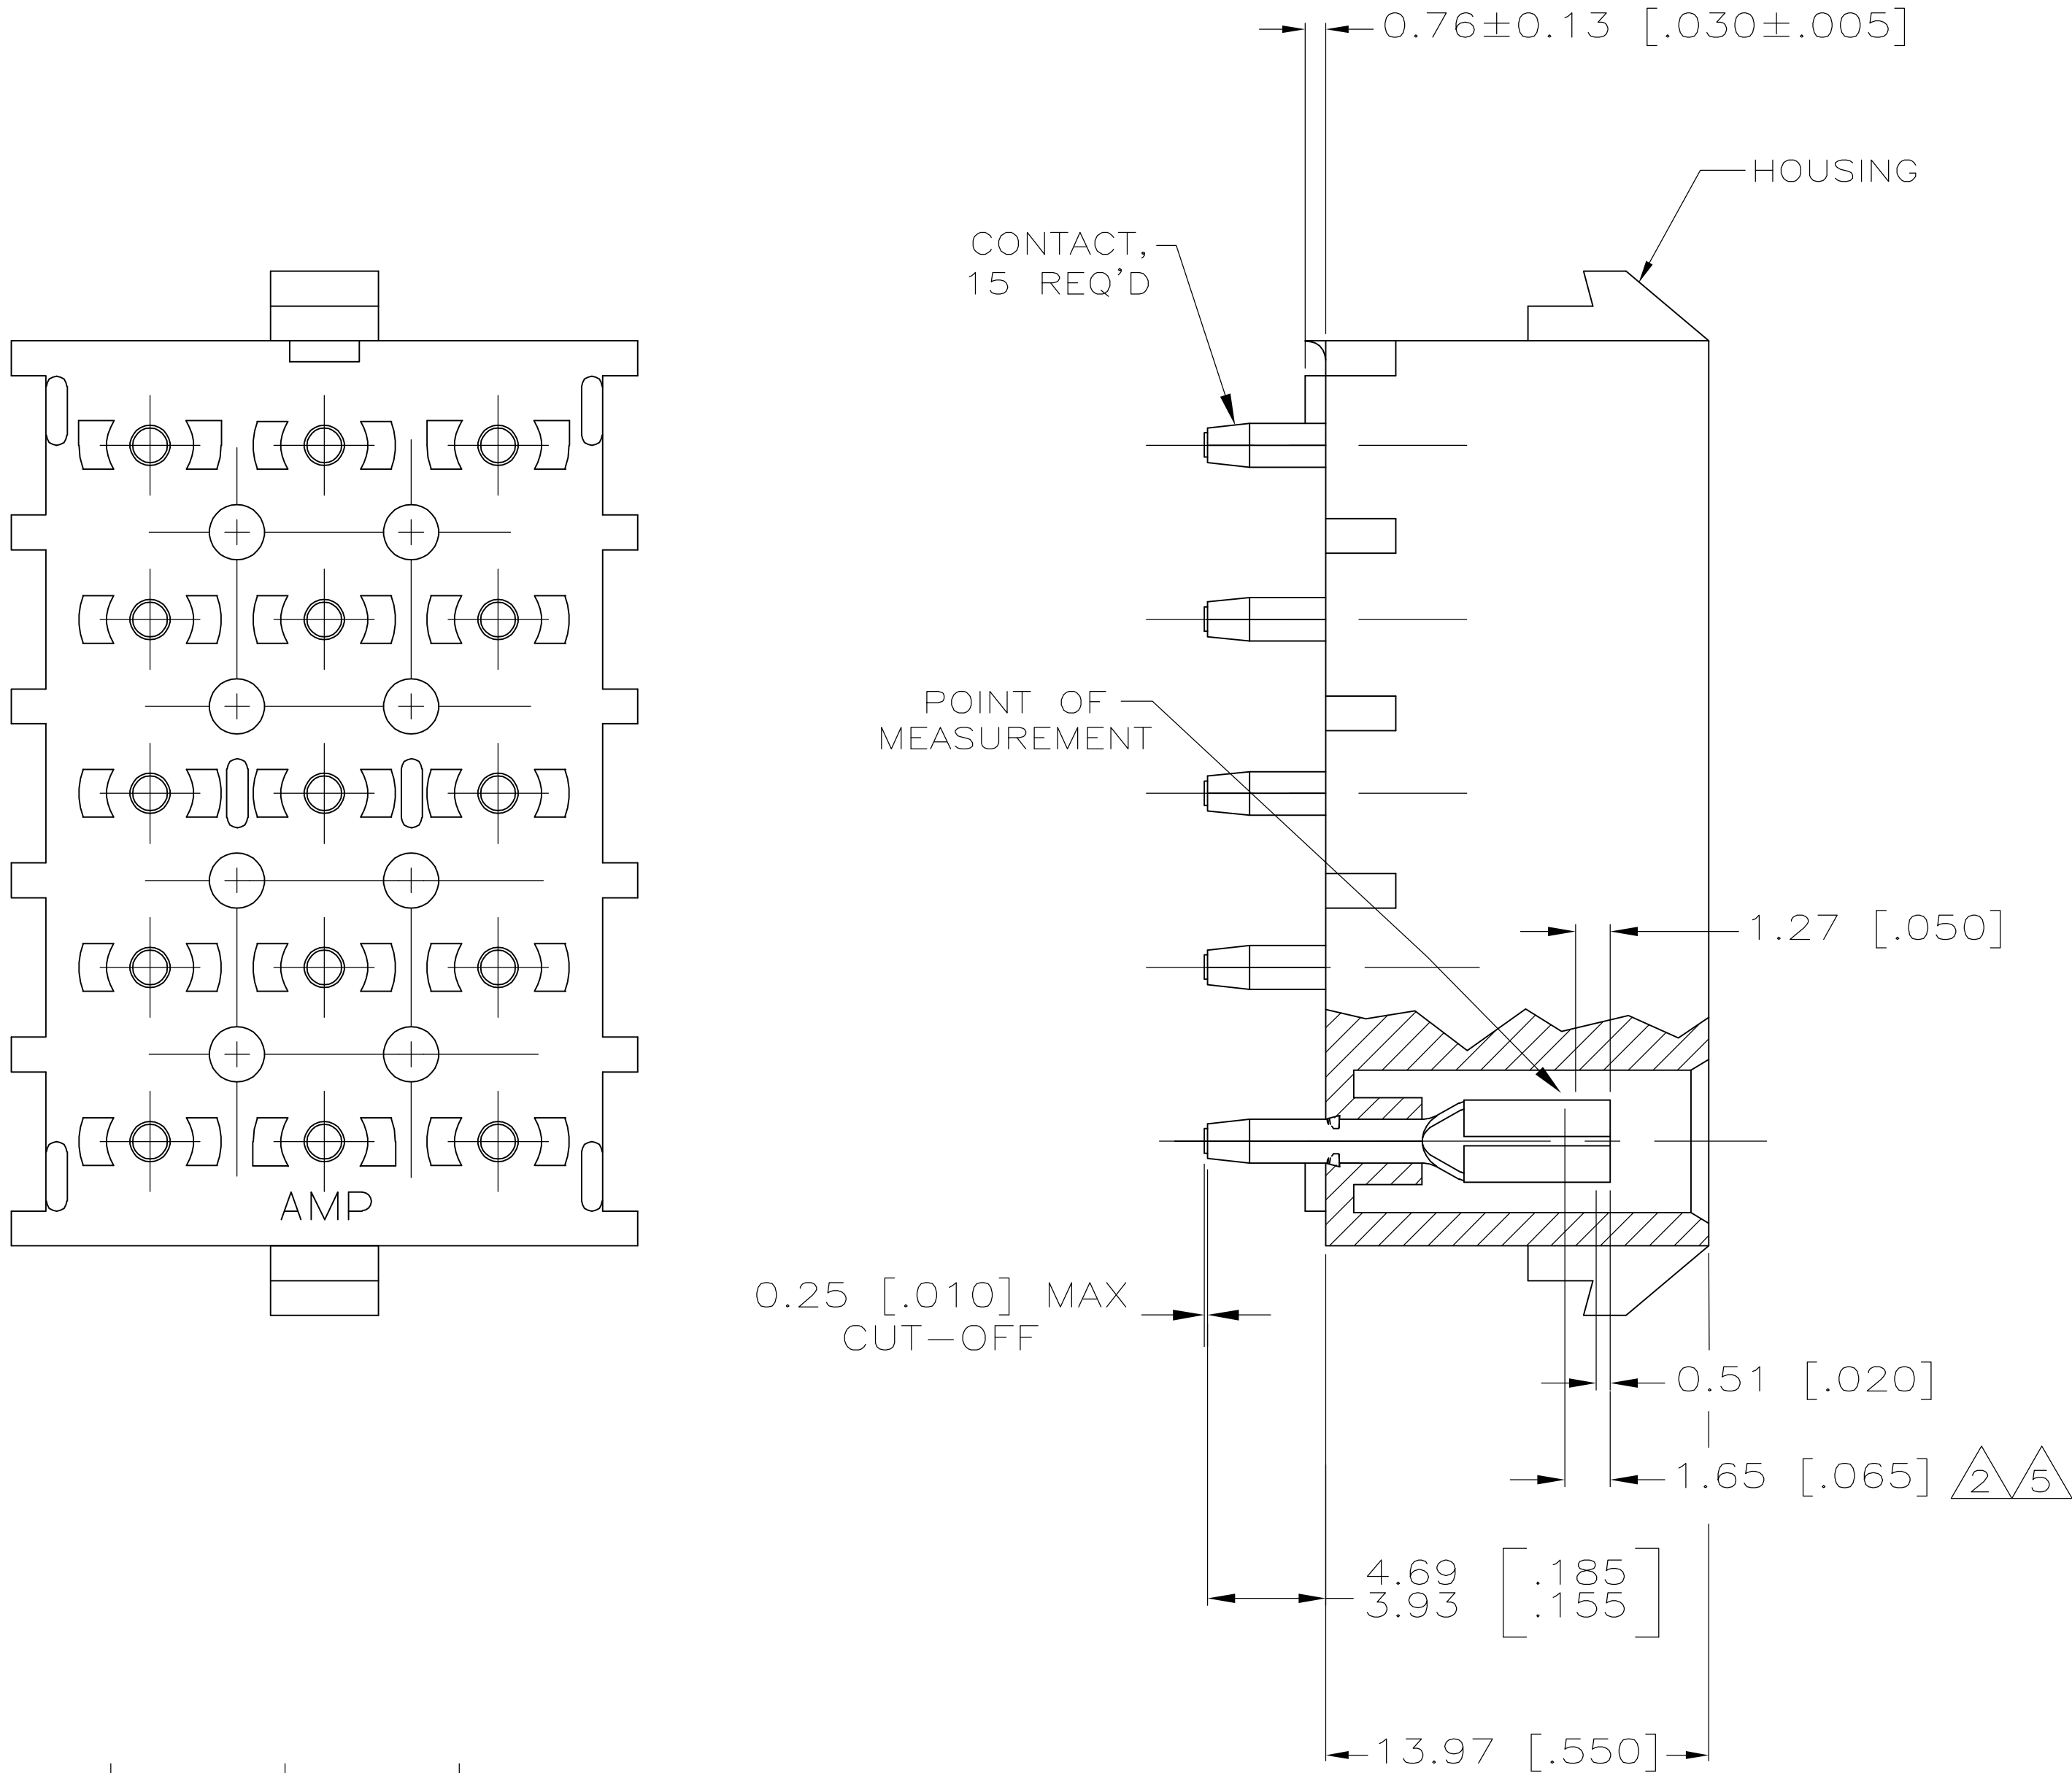 0.76±0.13 [.030±.005]
HOUSING
CONTACT,
15 REQ'D
POINT OF
MEASUREMENT
1.27 [.050]
AMP
0.25 [.010] MAX
CUT-OFF
0.51 [.020]
1.65 [.065] 2 5
4.69 [.185
3.93 .155]
13.97 [.550]